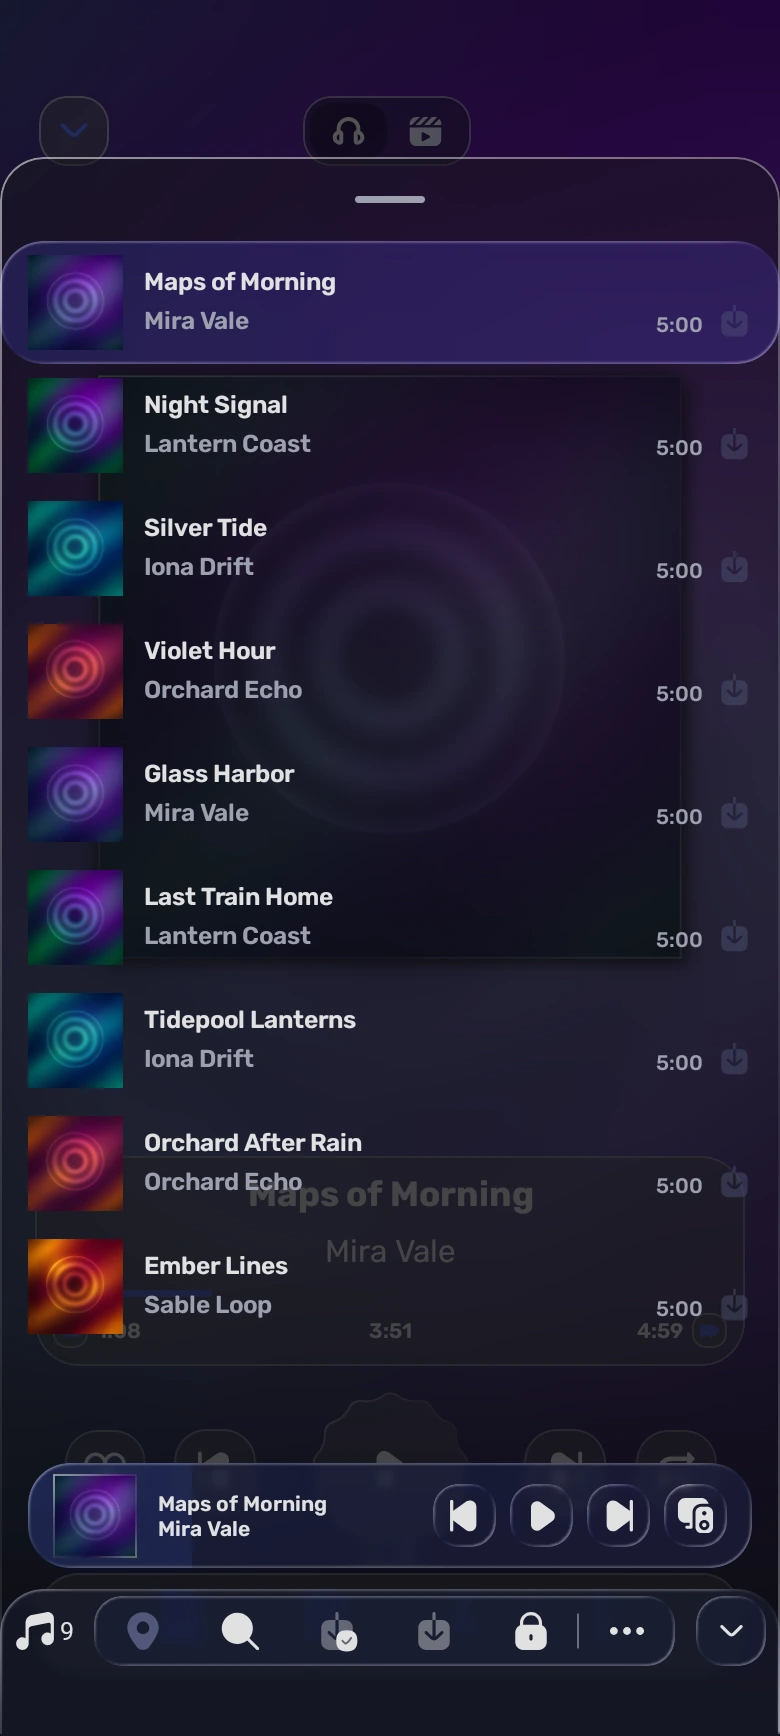 Maps of Morning
Mira Vale
5:00
Night Signal
Lantern Coast
5:00
Silver Tide
Iona Drift
5:00
Violet Hour
Orchard Echo
5:00
Glass Harbor
Mira Vale
5:00
Last Train Home
Lantern Coast
5:00
Tidepool Lanterns
Iona Drift
5:00
Orchard After Rain
Orchard Echo
5:00
Maps of Morning
Mira Vale
Ember Lines
Sable Loop
5:00
3:51
4:59
Maps of Morning
Mira Vale
9